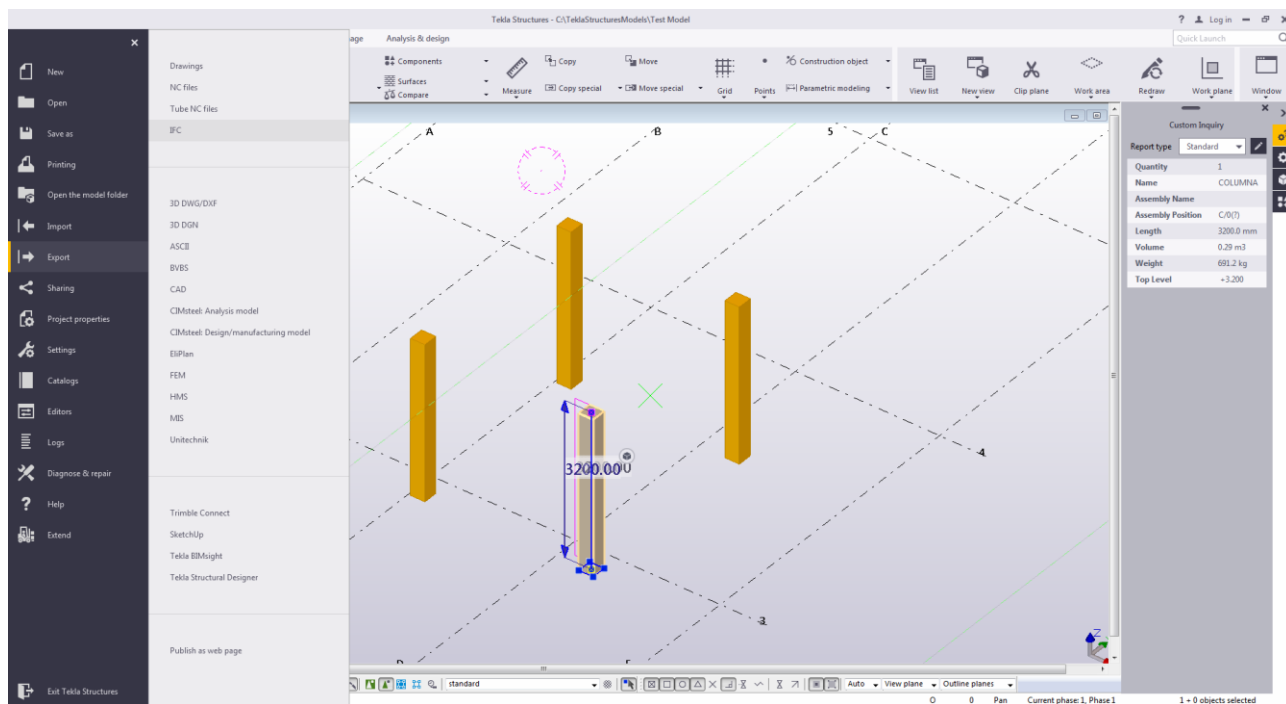 Tekla Structures - C:\TeklaStructuresModels\Test Model
? Log in
New
Open
Save as
Printing
Open the model folder
Import
Export
Sharing
Project properties
Settings
Catalogs
Editors
Logs
Diagnose & repair
Help
Extend
Exit Tekla Structures
Drawings
NC files
Tube NC files
IFC
3D DWG/DXF
3D DGN
ASCII
BVBS
CAD
CIMsteel: Analysis model
CIMsteel: Design/manufacturing model
EliPlan
FEM
HMS
MIS
Unitechnik
Trimble Connect
SketchUp
Tekla BIMsight
Tekla Structural Designer
Publish as web page
age Analysis & design
Quick Launch
Components
Surfaces
Compare
Measure
Copy
Copy special
Move
Move special
Grid
Points
Construction object
Parametric modeling
View list
New view
Clip plane
Work area
Redraw
Work plane
Window
A
B
5
C
4
3
3200.00
Z
Custom Inquiry
Report type Standard
Quantity 1
Name COLUMNA
Assembly Name
Assembly Position C/0(?)
Length 3200.0 mm
Volume 0.29 m3
Weight 691.2 kg
Top Level +3.200
standard
Auto View plane Outline planes
O 0 Pan Current phase: 1, Phase 1 1 + 0 objects selected